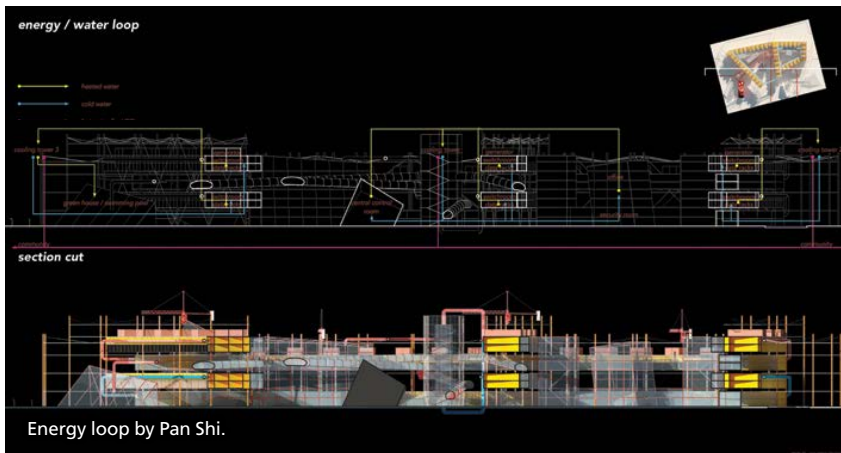 energy / water loop
heated water
cold water
cooling tower 3
cooling tower
generator
cooling tower
office
green house / swimming pool
central control
room
security room
community
community
section cut
Energy loop by Pan Shi.